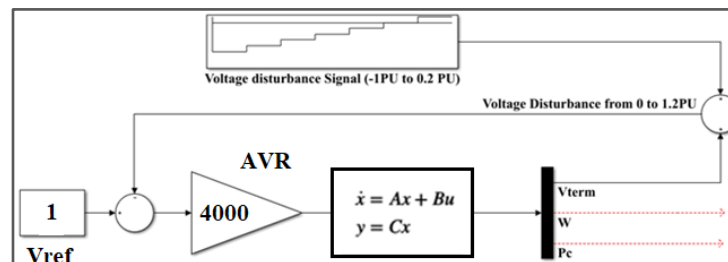 Voltage disturbance Signal (-1PU to 0.2 PU)
Voltage Disturbance from 0 to 1.2PU
AVR
1
4000
ẋ = Ax + Bu
y = Cx
Vterm
W
Pc
Vref